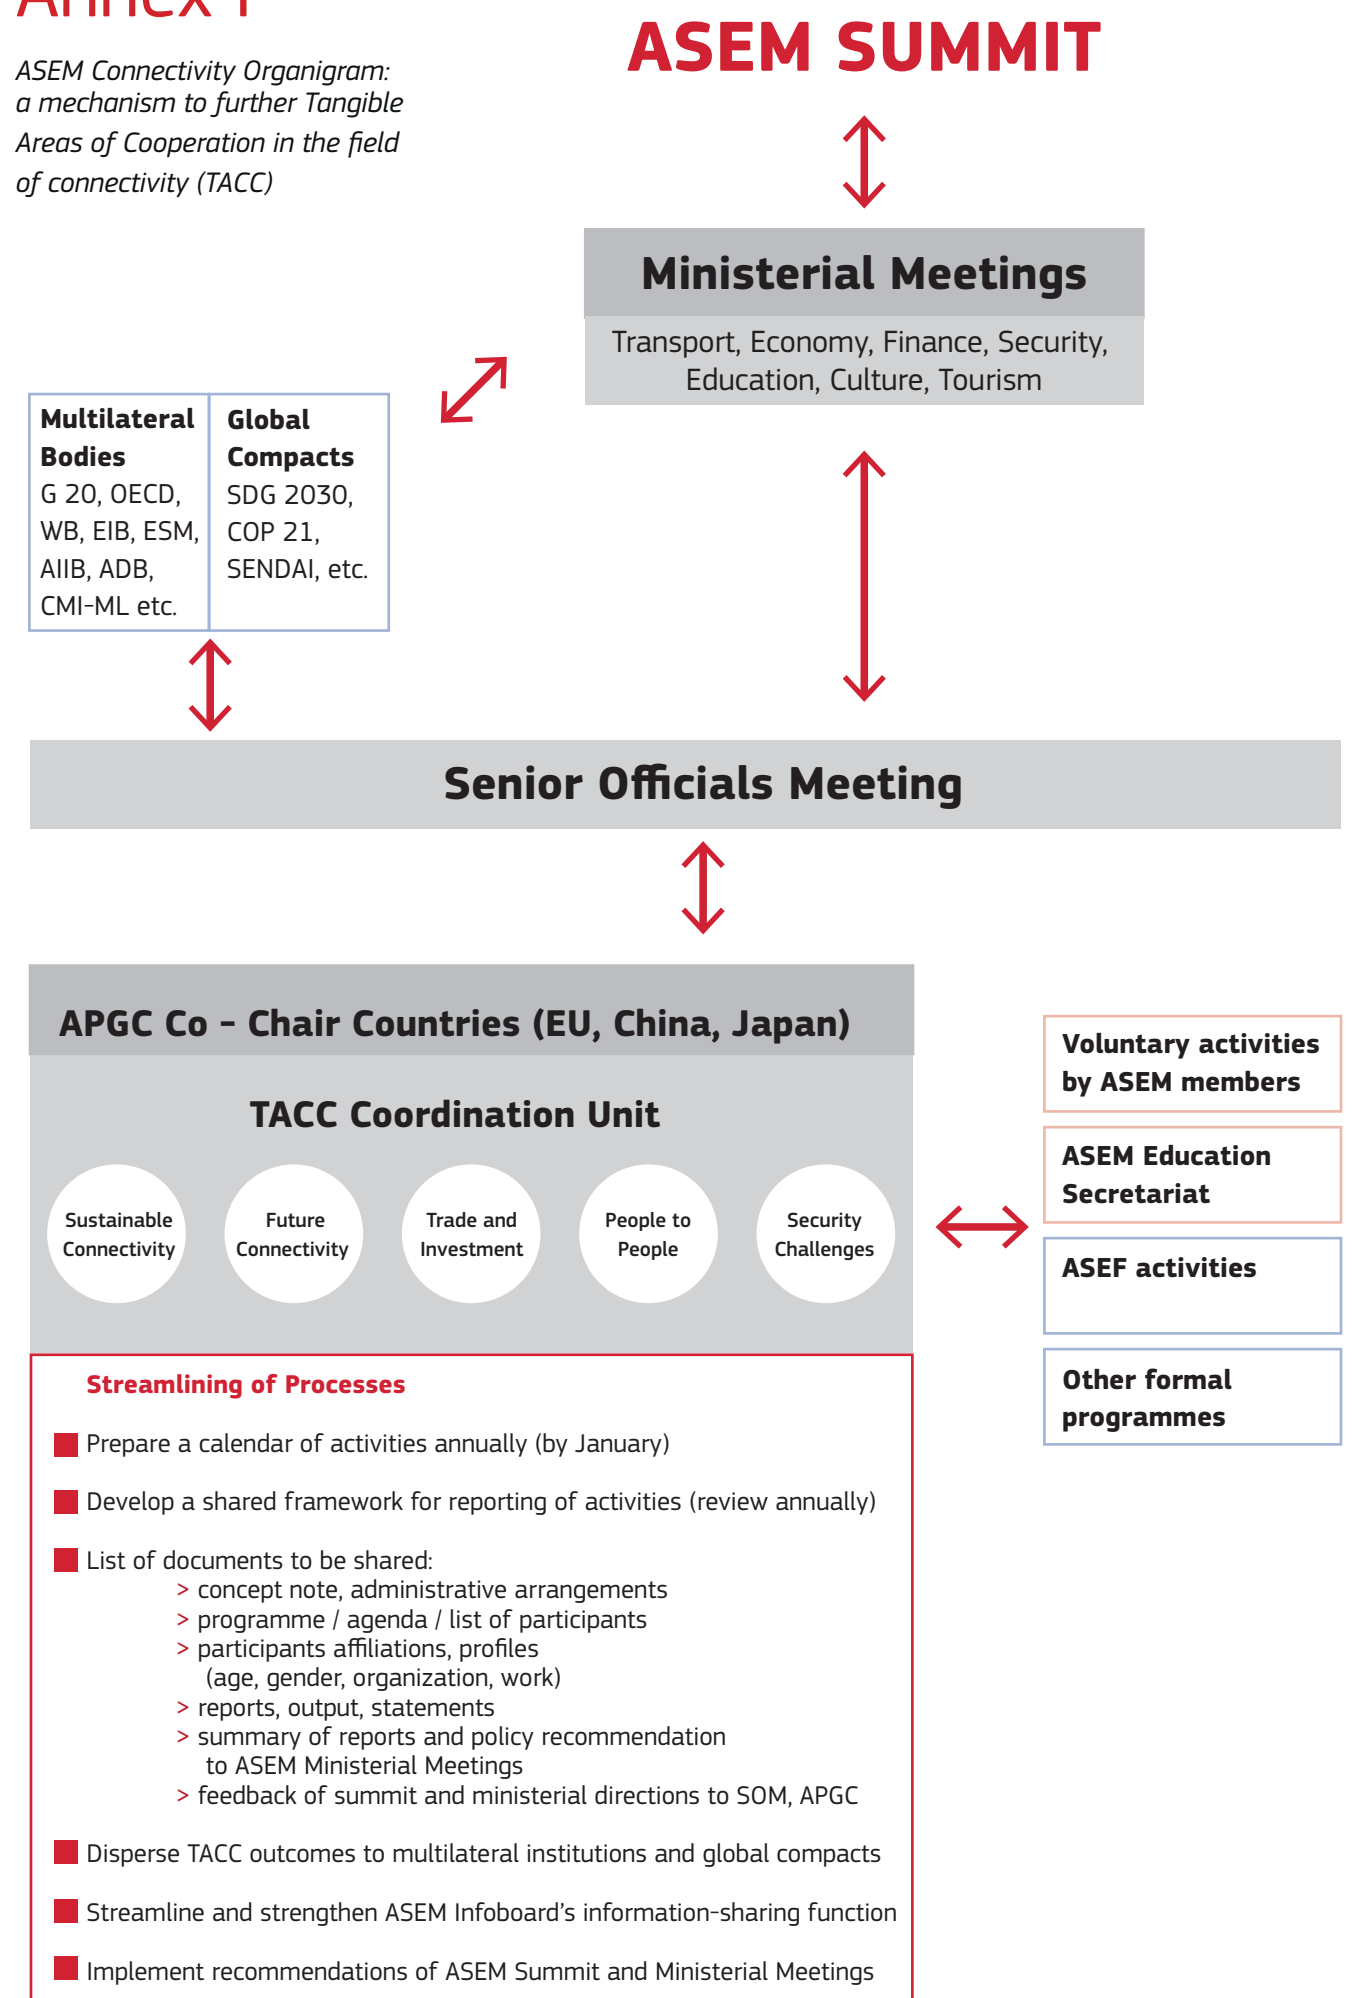 Annex 1
ASEM Connectivity Organigram:
a mechanism to further Tangible
Areas of Cooperation in the field
of connectivity (TACC)
ASEM SUMMIT
Ministerial Meetings
Transport, Economy, Finance, Security,
Education, Culture, Tourism
Multilateral
Bodies
G 20, OECD,
WB, EIB, ESM,
AIIB, ADB,
CMI-ML etc.
Global
Compacts
SDG 2030,
COP 21,
SENDAI, etc.
Senior Officials Meeting
APGC Co – Chair Countries (EU, China, Japan)
TACC Coordination Unit
Sustainable
Connectivity
Future
Connectivity
Trade and
Investment
People to
People
Security
Challenges
Voluntary activities
by ASEM members
ASEM Education
Secretariat
ASEF activities
Other formal
programmes
Streamlining of Processes
Prepare a calendar of activities annually (by January)
Develop a shared framework for reporting of activities (review annually)
List of documents to be shared:
> concept note, administrative arrangements
> programme / agenda / list of participants
> participants affiliations, profiles
(age, gender, organization, work)
> reports, output, statements
> summary of reports and policy recommendation
to ASEM Ministerial Meetings
> feedback of summit and ministerial directions to SOM, APGC
Disperse TACC outcomes to multilateral institutions and global compacts
Streamline and strengthen ASEM Infoboard's information-sharing function
Implement recommendations of ASEM Summit and Ministerial Meetings